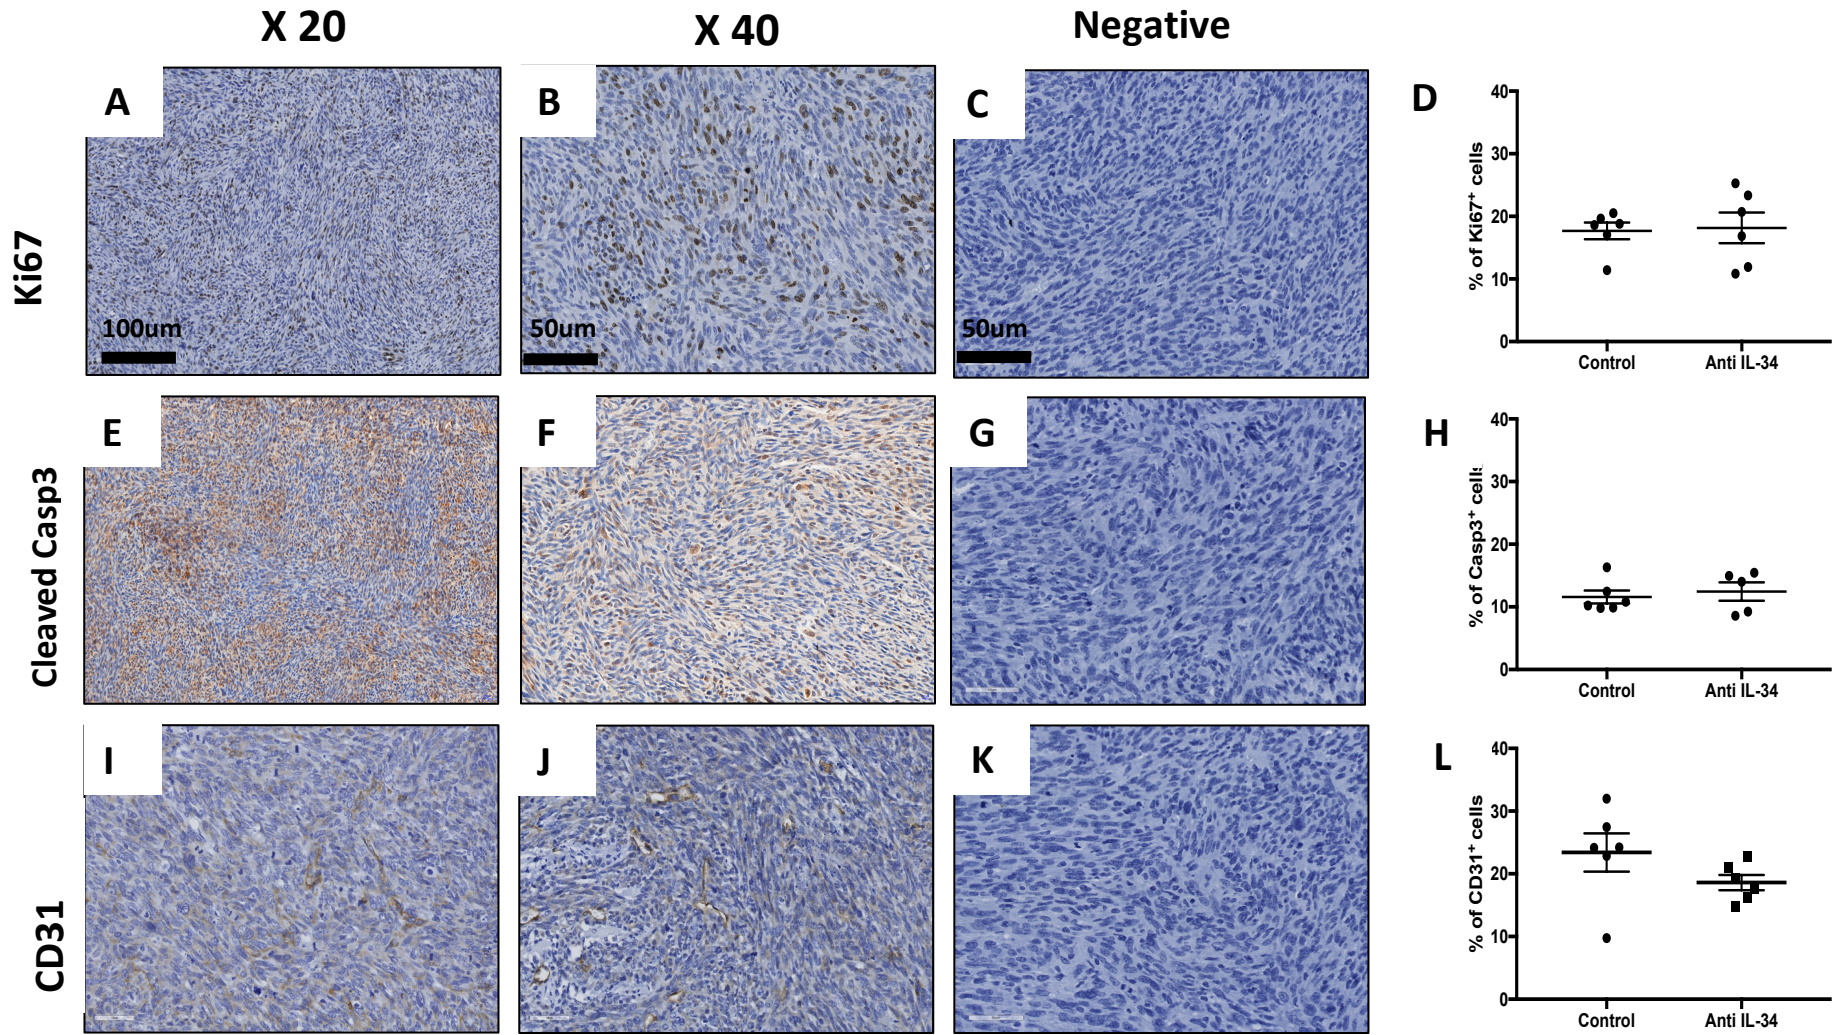 X 20
X 40
Negative
Ki67
A
100um
B
50um
C
50um
D
% of Ki67+ cells
40
30
20
10
0
Control
Anti IL-34
Cleaved Casp3
E
F
G
H
% of Casp3+ cells
40
30
20
10
0
Control
Anti IL-34
CD31
I
J
K
L
% of CD31+ cells
40
30
20
10
0
Control
Anti IL-34